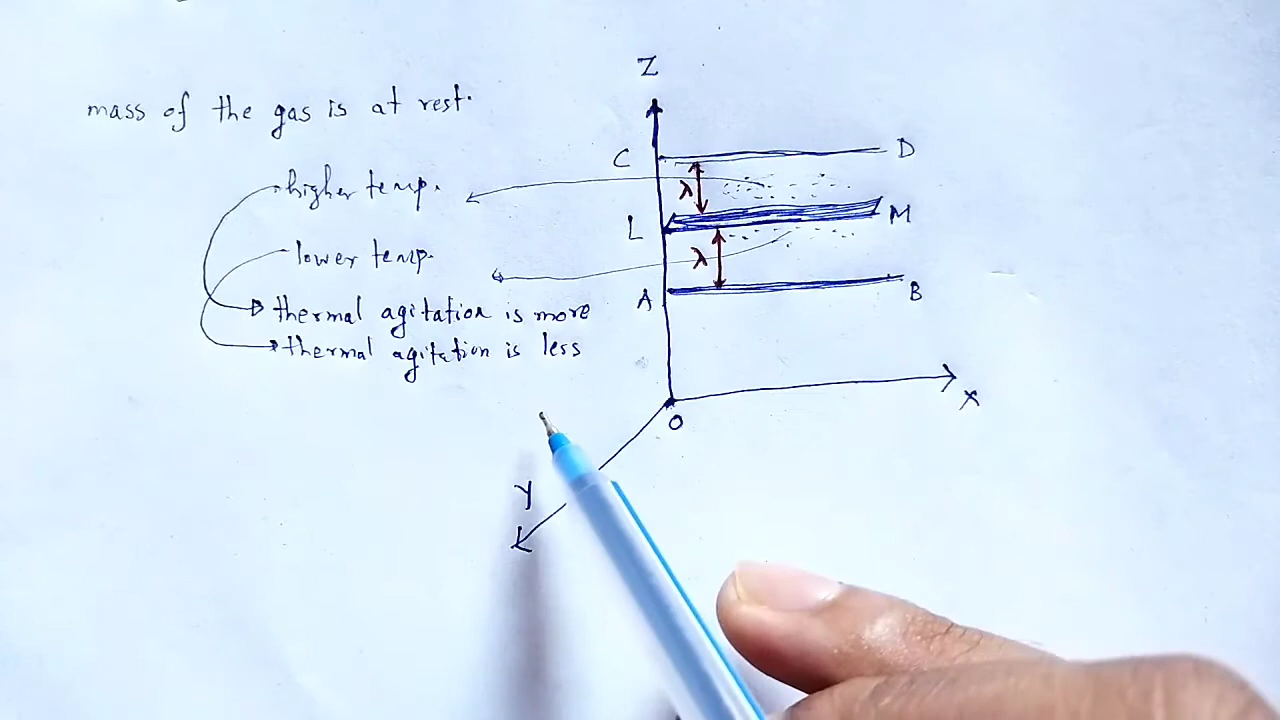 mass of the gas is at rest.
higher temp.
lower temp.
thermal agitation is more
thermal agitation is less
Z
C
D
λ
L
M
λ
A
B
X
O
Y